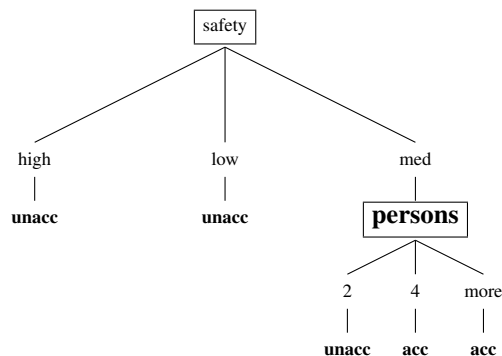 safety
high low med
unacc unacc
persons
2 4 more
unacc acc acc